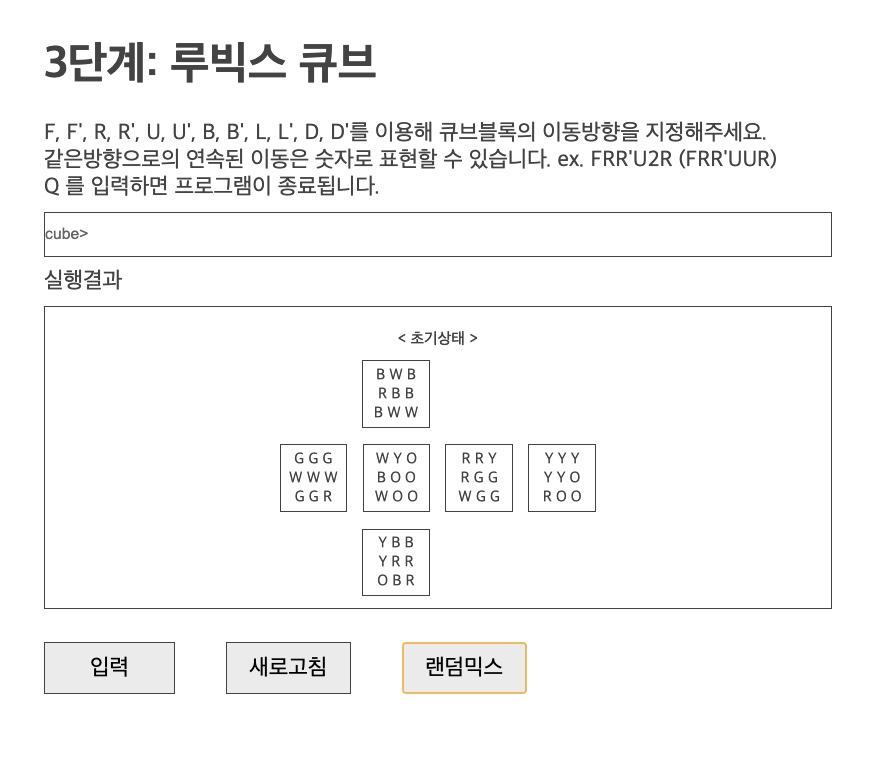 3단계: 루빅스 큐브
F, F', R, R', U, U', B, B', L, L', D, D'를 이용해 큐브블록의 이동방향을 지정해주세요.
같은방향으로의 연속된 이동은 숫자로 표현할 수 있습니다. ex. FRR'U2R (FRR'UUR)
Q 를 입력하면 프로그램이 종료됩니다.
cube>
실행결과
< 초기상태 >
B W B
R B B
B W W
G G G
W W W
G G R
W Y O
B O O
W O O
R R Y
R G G
W G G
Y Y Y
Y Y O
R O O
Y B B
Y R R
O B R
입력
새로고침
랜덤믹스